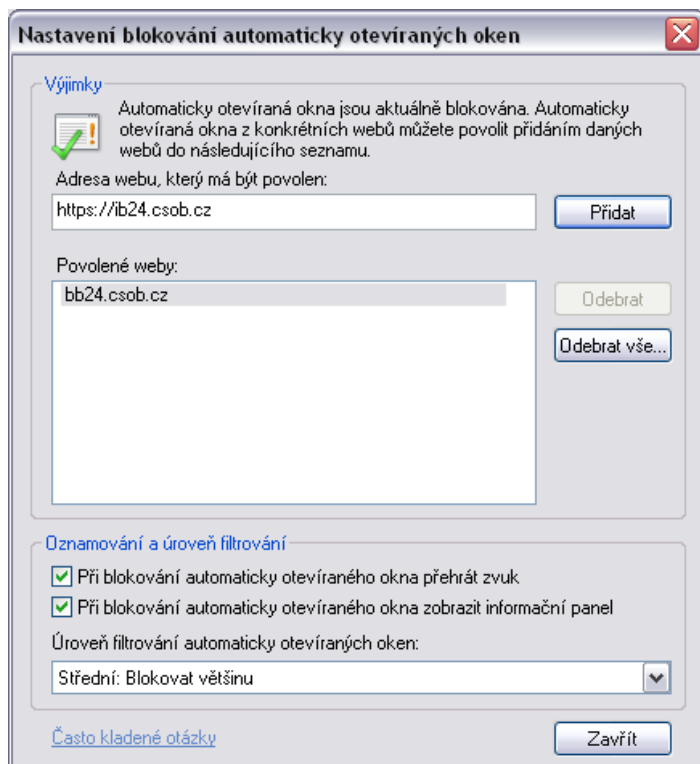 Nastavení blokování automaticky otevíraných oken
Výjimky
Automaticky otevíraná okna jsou aktuálně blokována. Automaticky
otevíraná okna z konkrétních webů můžete povolit přidáním daných
webů do následujícího seznamu.
Adresa webu, který má být povolen:
https://ib24.csob.cz
Přidat
Povolené weby:
bb24.csob.cz
Odebrat
Odebrat vše...
Oznamování a úroveň filtrování
Při blokování automaticky otevíraného okna přehrát zvuk
Při blokování automaticky otevíraného okna zobrazit informační panel
Úroveň filtrování automaticky otevíraných oken:
Střední: Blokovat většinu
Často kladené otázky
Zavřít